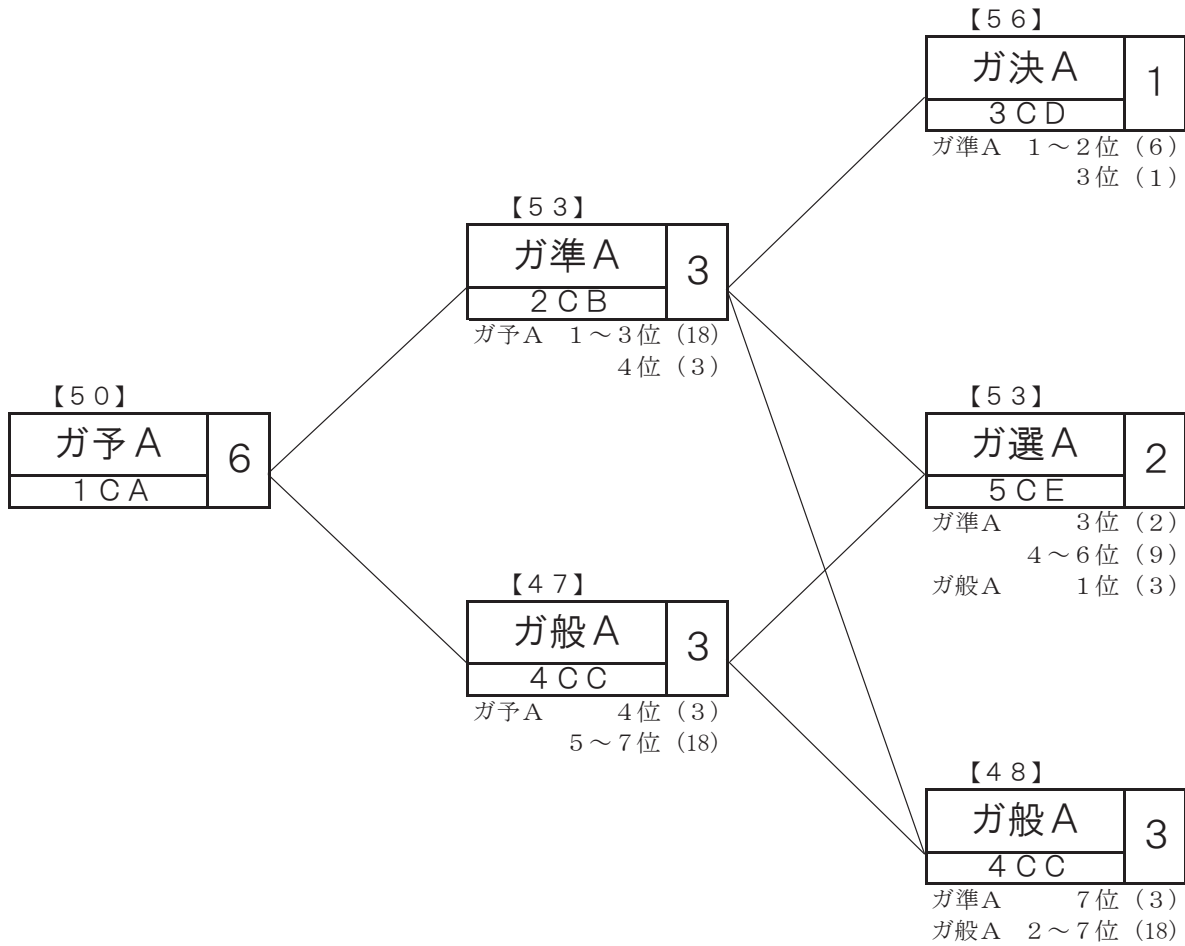 【５０】
ガ予Ａ
６
１ＣＡ
【５３】
ガ準Ａ
３
２ＣＢ
ガ予Ａ　１～３位（18）
４位（３）
【４７】
ガ般Ａ
３
４ＣＣ
ガ予Ａ　　４位（３）
５～７位（18）
【５６】
ガ決Ａ
１
３ＣＤ
ガ準Ａ　１～２位（６）
３位（１）
【５３】
ガ選Ａ
２
５ＣＥ
ガ準Ａ　　３位（２）
４～６位（９）
ガ般Ａ　　１位（３）
【４８】
ガ般Ａ
３
４ＣＣ
ガ準Ａ　　７位（３）
ガ般Ａ　２～７位（18）